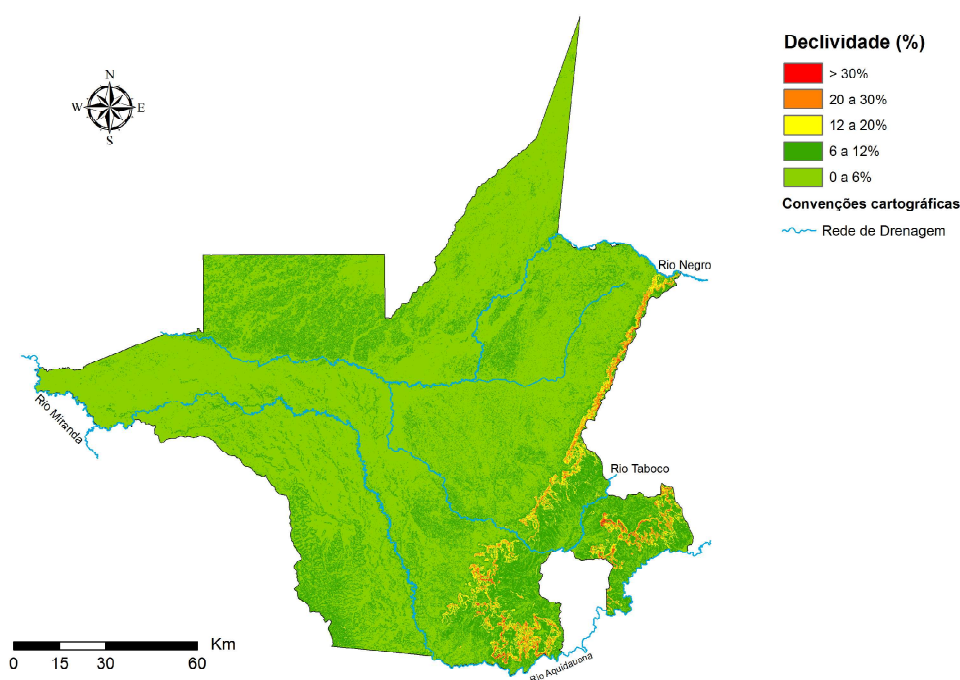 Declividade (%)
> 30%
20 a 30%
12 a 20%
6 a 12%
0 a 6%
Convenções cartográficas
Rede de Drenagem
N
W
E
S
Rio Negro
Rio Miranda
Rio Taboco
Rio Aquidauana
Km
0 15 30 60